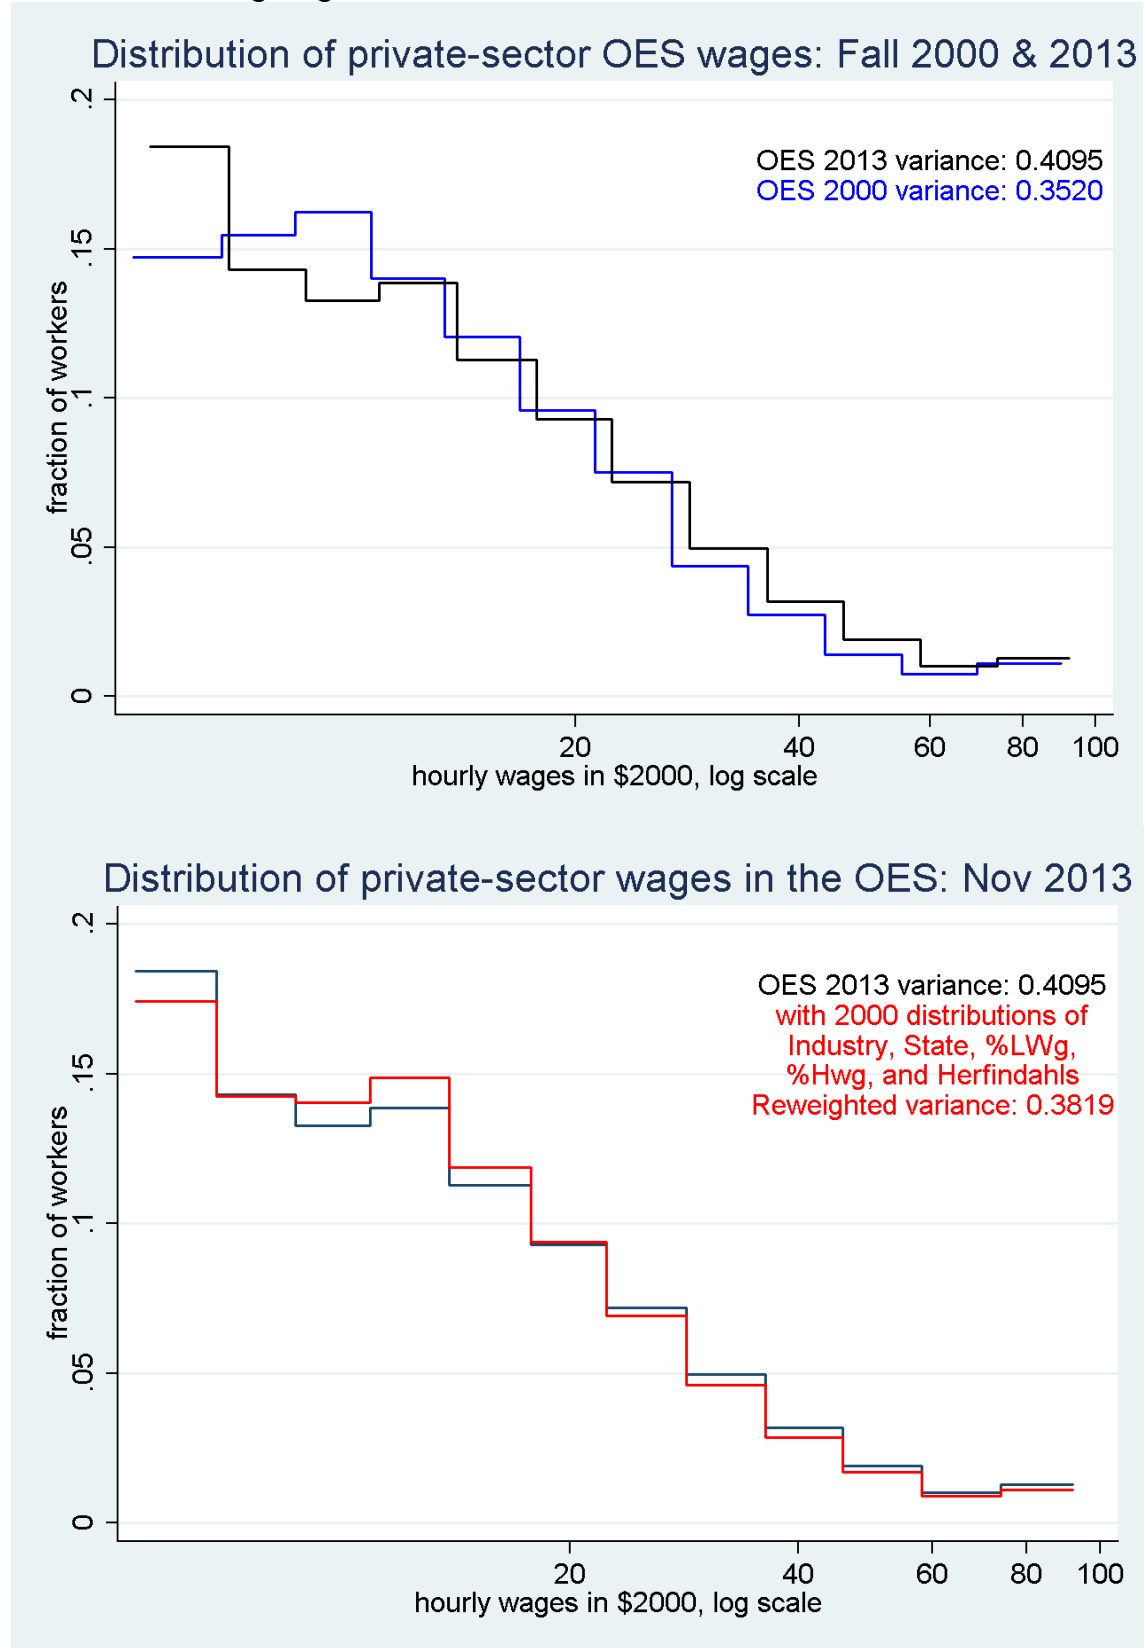 Distribution of private-sector OES wages: Fall 2000 & 2013
OES 2013 variance: 0.4095
OES 2000 variance: 0.3520
fraction of workers
.2
.15
.1
.05
0
20 40 60 80 100
hourly wages in $2000, log scale
Distribution of private-sector wages in the OES: Nov 2013
OES 2013 variance: 0.4095
with 2000 distributions of
Industry, State, %LWg,
%Hwg, and Herfindahls
Reweighted variance: 0.3819
fraction of workers
.2
.15
.1
.05
0
20 40 60 80 100
hourly wages in $2000, log scale